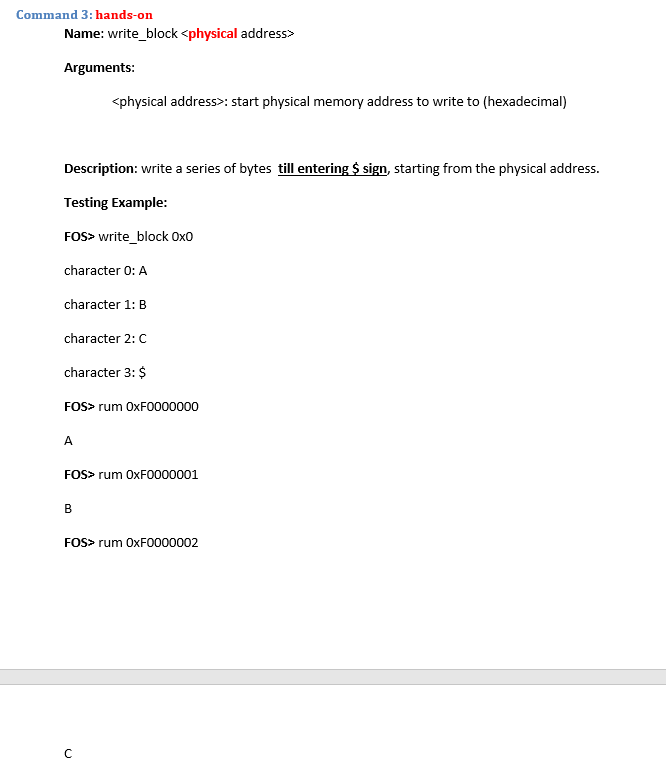 Command 3: hands-on
Name: write_block <physical address>
Arguments:
<physical address>: start physical memory address to write to (hexadecimal)
Description: write a series of bytes till entering $ sign, starting from the physical address.
Testing Example:
FOS> write_block 0x0
character 0: A
character 1: B
character 2: C
character 3: $
FOS> rum 0xF0000000
A
FOS> rum 0xF0000001
B
FOS> rum 0xF0000002
C